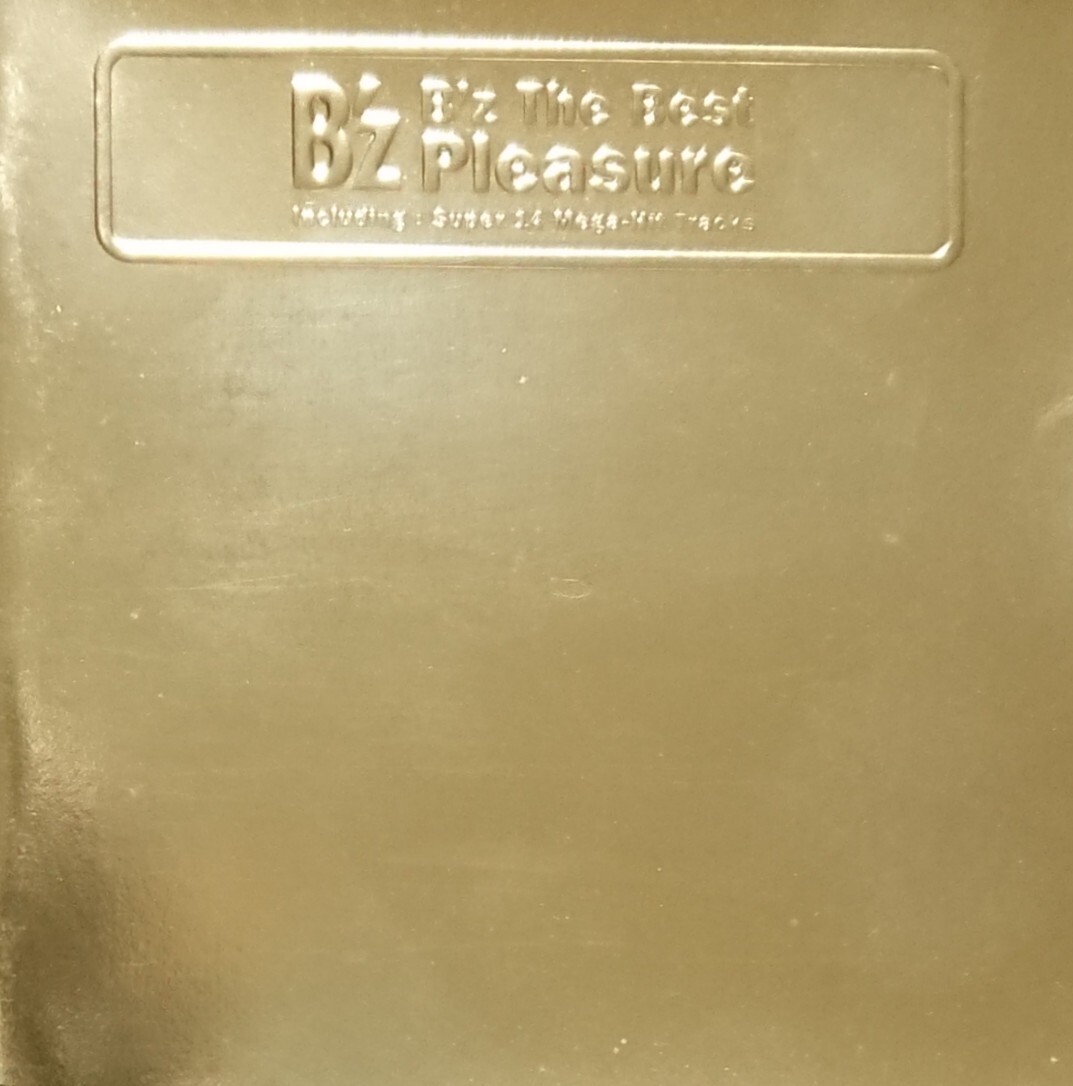 B'z
B'z The Best
Pleasure
Including : Super 14 Mega-Hit Tracks